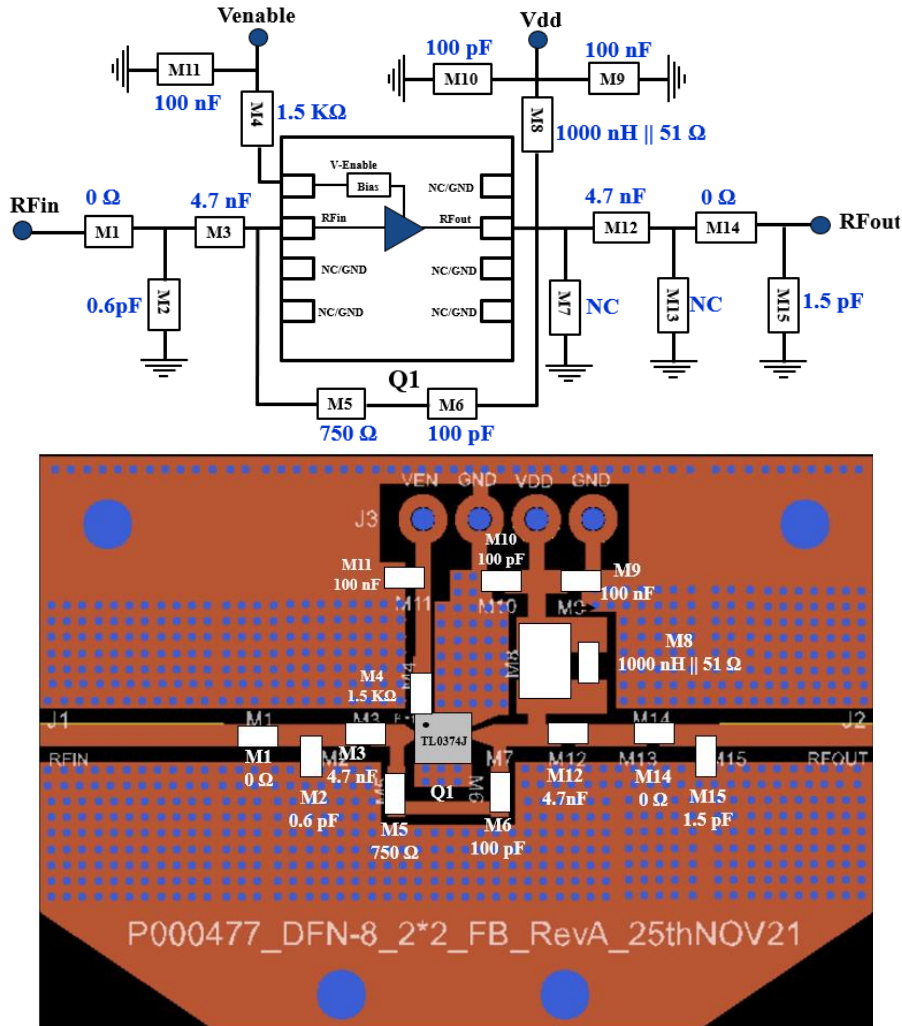 Venable
Vdd
100 pF
100 nF
M11
M10
M9
100 nF
M4
1.5 KΩ
M8
1000 nH || 51 Ω
V-Enable
Bias
NC/GND
RFin
0 Ω
4.7 nF
RFin
RFout
4.7 nF
0 Ω
RFout
M1
M3
M12
M14
NC/GND
NC/GND
0.6pF
M2
NC/GND
NC/GND
M7
NC
M13
NC
M15
1.5 pF
Q1
M5
M6
750 Ω
100 pF
VEN GND VDD GND
J3
M10
100 pF
M11
100 nF
M9
100 nF
M11
M10
M9
M8
M8
1000 nH || 51 Ω
M4
1.5 KΩ
M4
J1
M1
M3
TL0374J
M14
J2
RFIN
M2
M7
M12
M13
M15
RFOUT
M1
0 Ω
M3
4.7 nF
M5
Q1
M6
M12
4.7nF
M14
0 Ω
M2
0.6 pF
M5
750 Ω
M6
100 pF
M15
1.5 pF
P000477_DFN-8_2*2_FB_RevA_25thNOV21